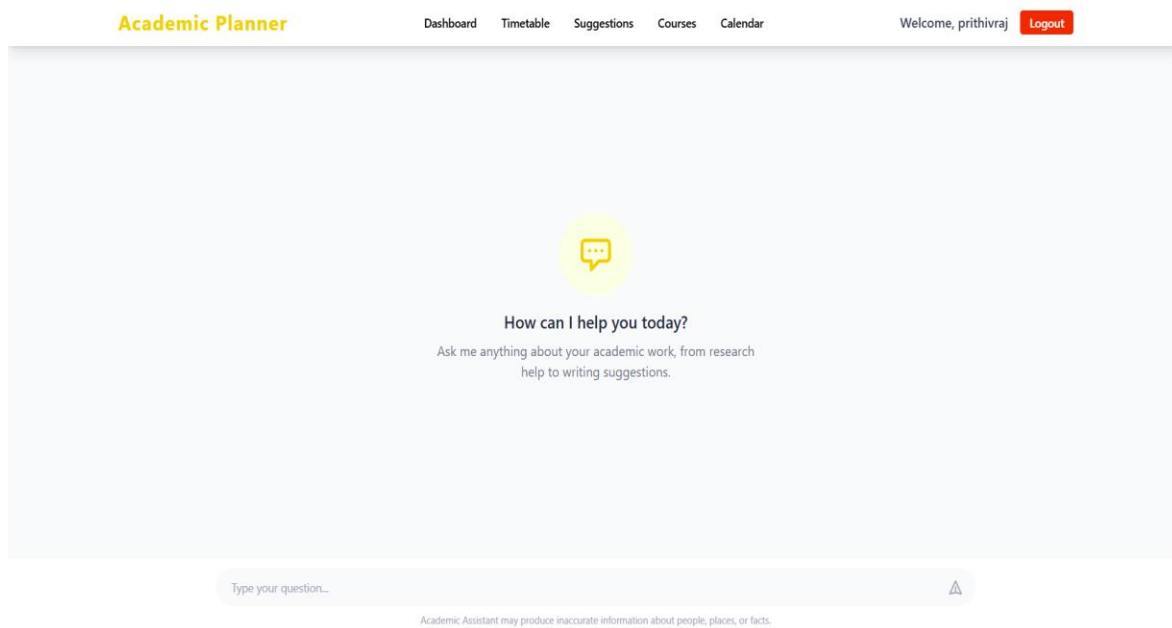 Academic Planner
Dashboard Timetable Suggestions Courses Calendar
Welcome, prithivraj Logout
How can I help you today?
Ask me anything about your academic work, from research
help to writing suggestions.
Type your question...
Academic Assistant may produce inaccurate information about people, places, or facts.